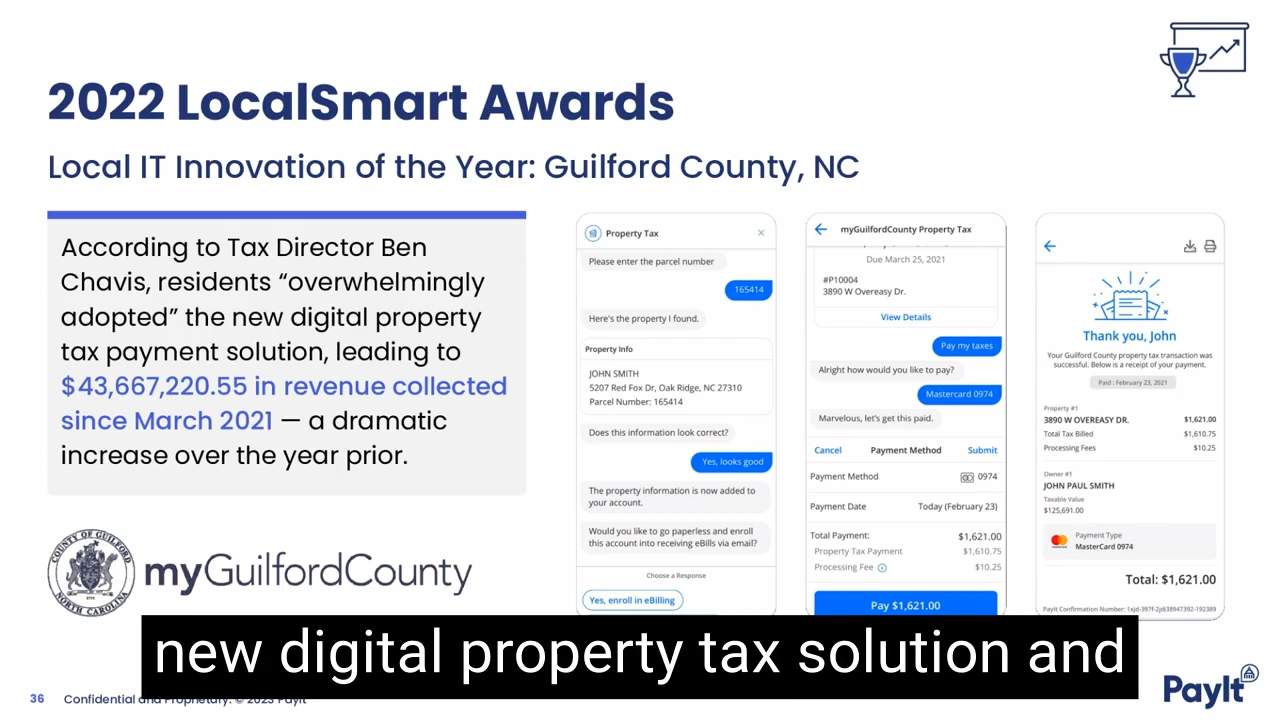 2022 LocalSmart Awards
Local IT Innovation of the Year: Guilford County, NC
According to Tax Director Ben
Chavis, residents “overwhelmingly
adopted” the new digital property
tax payment solution, leading to
$43,667,220.55 in revenue collected
since March 2021 — a dramatic
increase over the year prior.
COUNTY OF GUILFORD
NORTH CAROLINA
myGuilfordCounty
Property Tax
Please enter the parcel number
165414
Here's the property I found.
Property Info
JOHN SMITH
5207 Red Fox Dr, Oak Ridge, NC 27310
Parcel Number: 165414
Does this information look correct?
Yes, looks good
The property information is now added to
your account.
Would you like to go paperless and enroll
this account into receiving eBills via email?
Choose a Response
Yes, enroll in eBilling
myGuilfordCounty Property Tax
Due March 25, 2021
#P10004
3890 W Overeasy Dr.
View Details
Pay my taxes
Alright how would you like to pay?
Mastercard 0974
Marvelous, let's get this paid.
Cancel Payment Method Submit
Payment Method 0974
Payment Date Today (February 23)
Total Payment: $1,621.00
Property Tax Payment $1,610.75
Processing Fee $10.25
Pay $1,621.00
Thank you, John
Your Guilford County property tax transaction was
successful. Below is a receipt of your payment.
Paid : February 23, 2021
Property #1
3890 W OVEREASY DR. $1,621.00
Total Tax Billed $1,610.75
Processing Fees $10.25
Owner #1
JOHN PAUL SMITH
Taxable Value
$125,691.00
Payment Type
MasterCard 0974
Total: $1,621.00
PayIt Confirmation Number: 1xjd-397f-2jdi38947392-192389
new digital property tax solution and
36 Confidential and Proprietary. © 2023 PayIt
PayIt